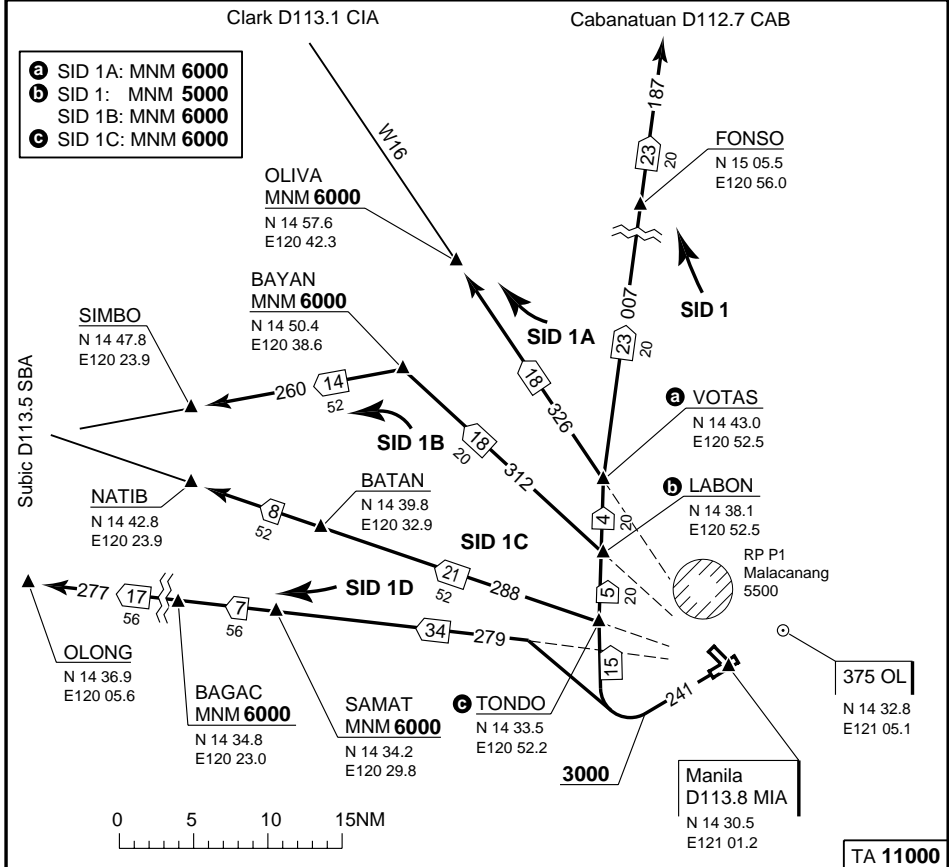 Clark D113.1 CIA
Cabanatuan D112.7 CAB
a SID 1A: MNM 6000
b SID 1: MNM 5000
SID 1B: MNM 6000
c SID 1C: MNM 6000
187
23
20
FONSO
N 15 05.5
E120 56.0
W16
OLIVA
MNM 6000
N 14 57.6
E120 42.3
SID 1
007
23
20
SID 1A
18
326
BAYAN
MNM 6000
N 14 50.4
E120 38.6
SIMBO
N 14 47.8
E120 23.9
260
14
52
SID 1B
18
20
312
a VOTAS
N 14 43.0
E120 52.5
Subic D113.5 SBA
NATIB
N 14 42.8
E120 23.9
8
52
BATAN
N 14 39.8
E120 32.9
4
20
b LABON
N 14 38.1
E120 52.5
SID 1C
21
52
288
5
20
RP P1
Malacanang
5500
277
17
56
7
56
SID 1D
34
279
15
OLONG
N 14 36.9
E120 05.6
BAGAC
MNM 6000
N 14 34.8
E120 23.0
SAMAT
MNM 6000
N 14 34.2
E120 29.8
c TONDO
N 14 33.5
E120 52.2
241
3000
375 OL
N 14 32.8
E121 05.1
Manila
D113.8 MIA
N 14 30.5
E121 01.2
0 5 10 15NM
TA 11000